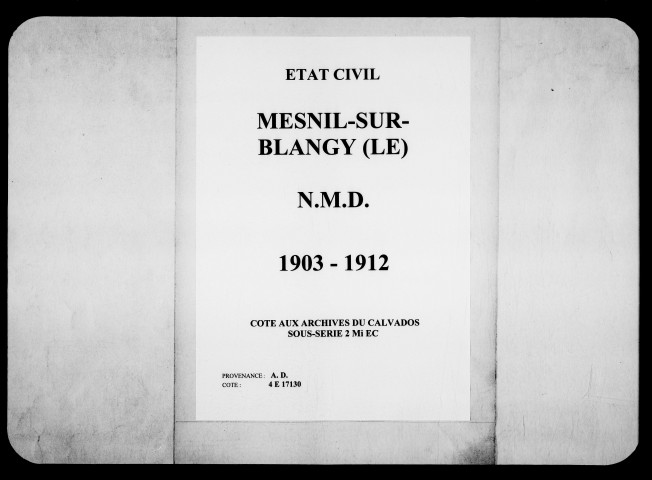 ETAT CIVIL
MESNIL-SUR-
BLANGY (LE)
N.M.D.
1903 - 1912
COTE AUX ARCHIVES DU CALVADOS
SOUS-SERIE 2 Mi EC
PROVENANCE : A. D.
COTE : 4 E 17130